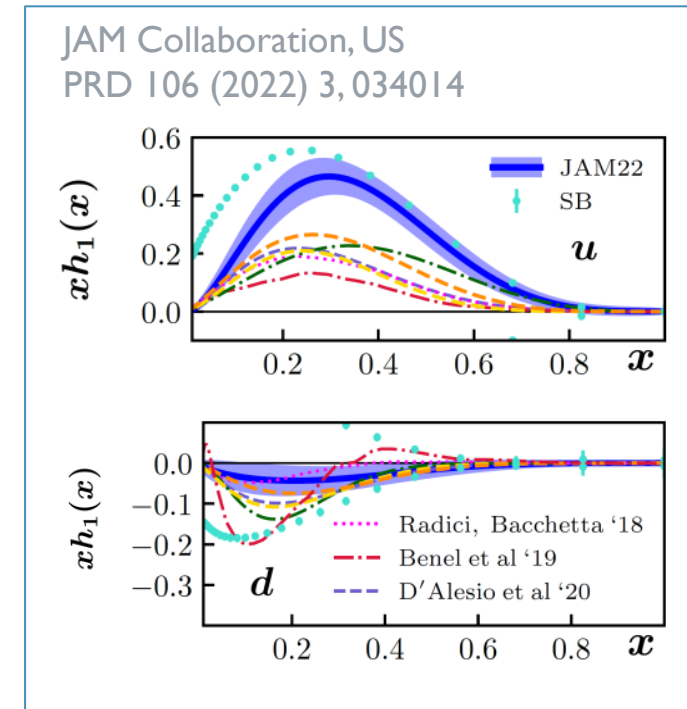 JAM Collaboration, US
PRD 106 (2022) 3, 034014
0.6
0.4
0.2
0.0
xh₁(x)
JAM22
SB
u
0.2 0.4 0.6 0.8 x
0.0
−0.1
−0.2
−0.3
xh₁(x)
Radici, Bacchetta ‘18
Benel et al ‘19
D′Alesio et al ‘20
d
0.2 0.4 0.6 0.8 x